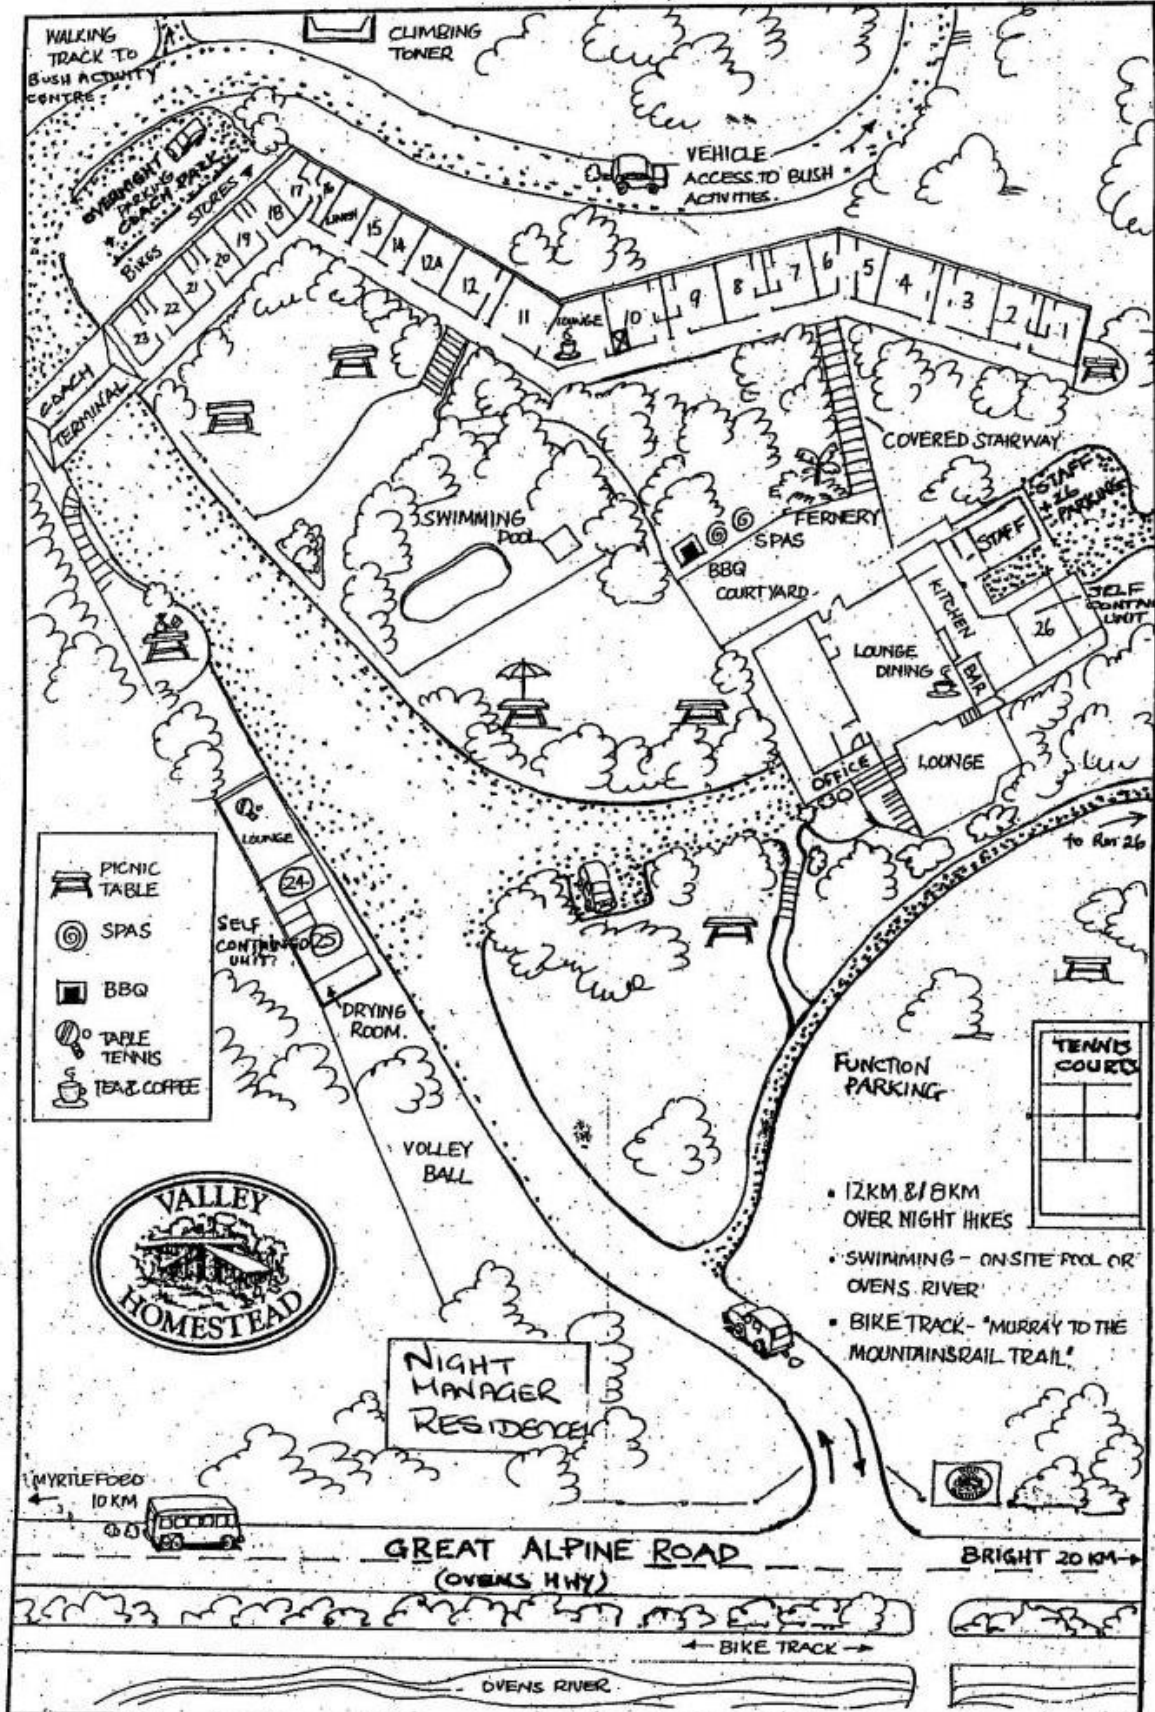 WALKING
TRACK TO
BUSH ACTIVITY
CENTRE.
CLIMBING
TOWER
VEHICLE
ACCESS TO BUSH
ACTIVITIES.
OVERNIGHT
PARKING
COACH PARK
BIKES
STORES
17
16
LINEN
15
14
12A
12
11
LOUNGE
10
9
8
7
6
5
4
3
2
1
18
19
20
21
22
23
COACH
TERMINAL
COVERED STAIRWAY
STAFF
+26
PARKING
SWIMMING
POOL
FERNERY
SPAS
BBQ
COURTYARD
STAFF
KITCHEN
SELF
UNIT
26
LOUNGE
DINING
BAR
OFFICE
LOUNGE
to Rm 26
LOUNGE
24
SELF
CONTAINED
UNIT?
25
DRYING
ROOM.
PICNIC
TABLE
SPAS
BBQ
TABLE
TENNIS
TEA & COFFEE
FUNCTION
PARKING
TENNIS
COURTS
VOLLEY
BALL
VALLEY
HOMESTEAD
• 12KM & 18KM
OVER NIGHT HIKES
• SWIMMING - ON SITE POOL OR
OVENS RIVER
• BIKE TRACK - "MURRAY TO THE
MOUNTAINS RAIL TRAIL"
NIGHT
MANAGER
RESIDENCE
MYRTLEFORD
10 KM
GREAT ALPINE ROAD
(OVENS HWY)
BRIGHT 20 KM
BIKE TRACK
OVENS RIVER